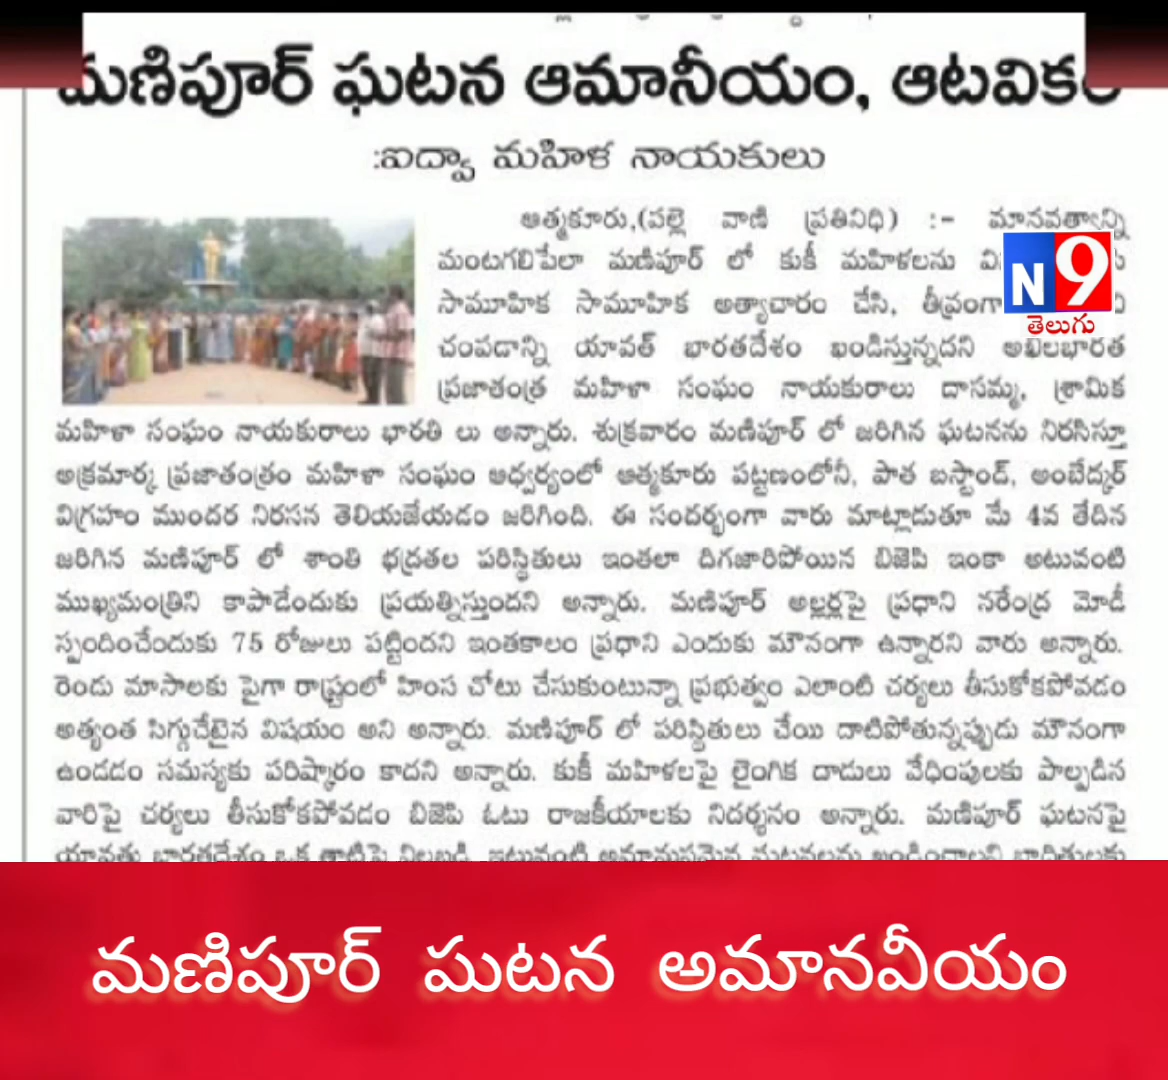 మణిపూర్ ఘటన ఆమానీయం, ఆటవికం
:ఐద్వా మహిళ నాయకులు
ఆత్మకూరు,(పల్లె వాణి ప్రతినిధి) :- మానవత్వాన్ని
మంటగలిపేలా మణిపూర్ లో కుకీ మహిళలను
సామూహిక సామూహిక అత్యాచారం చేసి, తీవ్రంగా
చంపడాన్ని యావత్ భారతదేశం ఖండిస్తున్నదని అఖిలభారత
ప్రజాతంత్ర మహిళా సంఘం నాయకురాలు దాసమ్మ, శ్రామిక
మహిళా సంఘం నాయకురాలు భారతి లు అన్నారు. శుక్రవారం మణిపూర్ లో జరిగిన ఘటనను నిరసిస్తూ
అక్రమార్క ప్రజాతంత్రం మహిళా సంఘం ఆధ్వర్యంలో ఆత్మకూరు పట్టణంలోనీ, పాత బస్టాండ్, అంబేద్కర్
విగ్రహం ముందర నిరసన తెలియజేయడం జరిగింది. ఈ సందర్భంగా వారు మాట్లాడుతూ మే 4వ తేదిన
జరిగిన మణిపూర్ లో శాంతి భద్రతల పరిస్థితులు ఇంతలా దిగజారిపోయిన బిజెపి ఇంకా అటువంటి
ముఖ్యమంత్రిని కాపాడేందుకు ప్రయత్నిస్తుందని అన్నారు. మణిపూర్ అల్లర్లపై ప్రధాని నరేంద్ర మోడీ
స్పందించేందుకు 75 రోజులు పట్టిందని ఇంతకాలం ప్రధాని ఎందుకు మౌనంగా ఉన్నారని వారు అన్నారు.
రెండు మాసాలకు పైగా రాష్ట్రంలో హింస చోటు చేసుకుంటున్నా ప్రభుత్వం ఎలాంటి చర్యలు తీసుకోకపోవడం
అత్యంత సిగ్గుచేటైన విషయం అని అన్నారు. మణిపూర్ లో పరిస్థితులు చేయి దాటిపోతున్నప్పుడు మౌనంగా
ఉండడం సమస్యకు పరిష్కారం కాదని అన్నారు. కుకీ మహిళలపై లైంగిక దాడులు వేధింపులకు పాల్పడిన
వారిపై చర్యలు తీసుకోకపోవడం బిజెపి ఓటు రాజకీయాలకు నిదర్శనం అన్నారు. మణిపూర్ ఘటనపై
N9
తెలుగు
మణిపూర్ ఘటన అమానవీయం